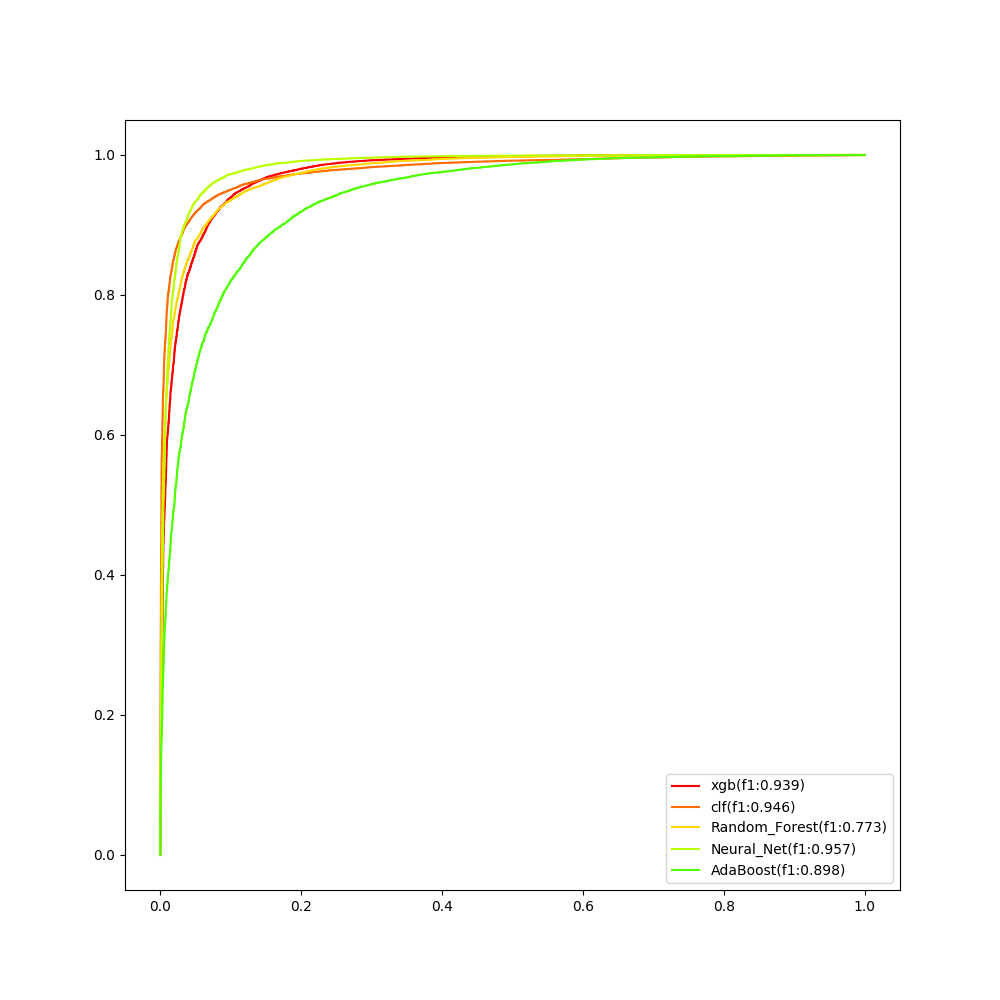 1.0
0.8
0.6
0.4
0.2
0.0
xgb(f1:0.939)
clf(f1:0.946)
Random_Forest(f1:0.773)
Neural_Net(f1:0.957)
AdaBoost(f1:0.898)
0.0 0.2 0.4 0.6 0.8 1.0